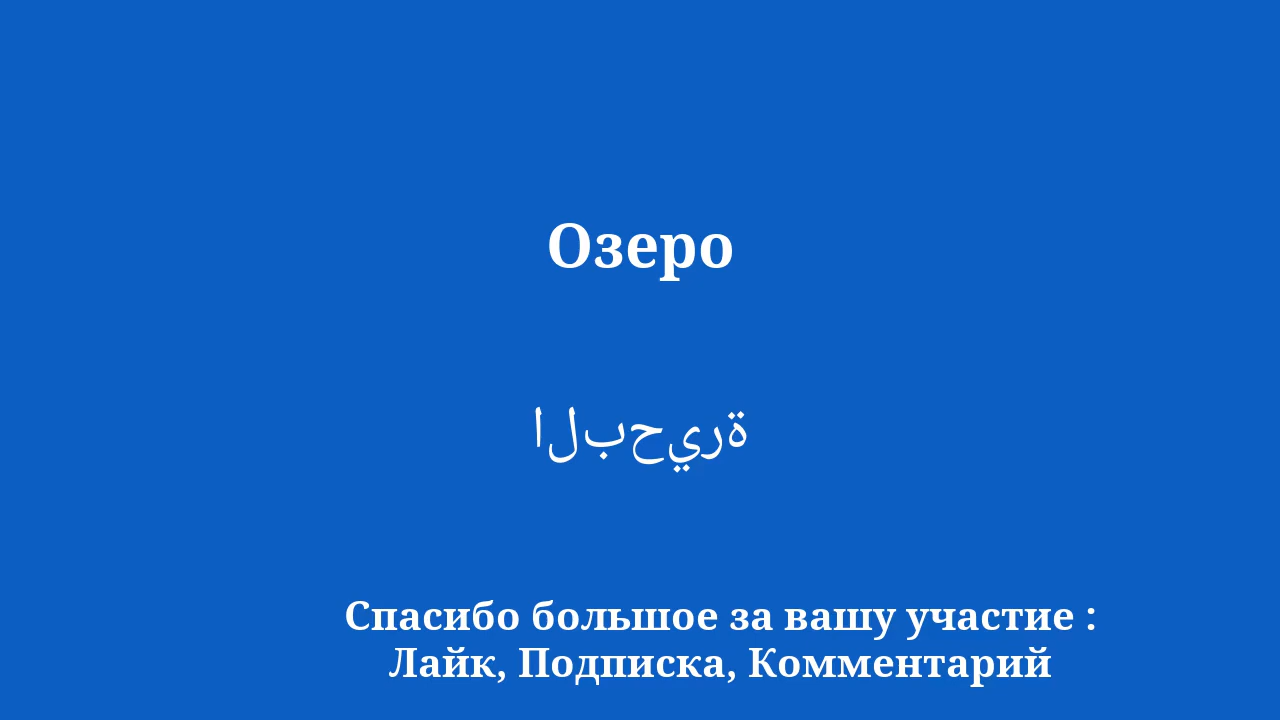 Озеро
البحيرة
Спасибо большое за вашу участие :
Лайк, Подписка, Комментарий